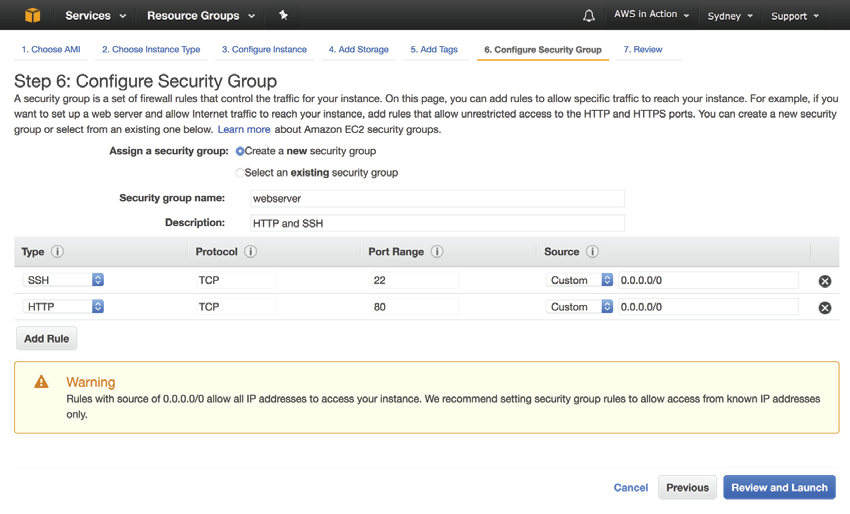 Services Resource Groups AWS in Action Sydney Support
1. Choose AMI 2. Choose Instance Type 3. Configure Instance 4. Add Storage 5. Add Tags 6. Configure Security Group 7. Review
Step 6: Configure Security Group
A security group is a set of firewall rules that control the traffic for your instance. On this page, you can add rules to allow specific traffic to reach your instance. For example, if you
want to set up a web server and allow Internet traffic to reach your instance, add rules that allow unrestricted access to the HTTP and HTTPS ports. You can create a new security
group or select from an existing one below. Learn more about Amazon EC2 security groups.
Assign a security group: Create a new security group
Select an existing security group
Security group name: webserver
Description: HTTP and SSH
Type i Protocol i Port Range i Source i
SSH TCP 22 Custom 0.0.0.0/0
HTTP TCP 80 Custom 0.0.0.0/0
Add Rule
Warning
Rules with source of 0.0.0.0/0 allow all IP addresses to access your instance. We recommend setting security group rules to allow access from known IP addresses
only.
Cancel Previous Review and Launch